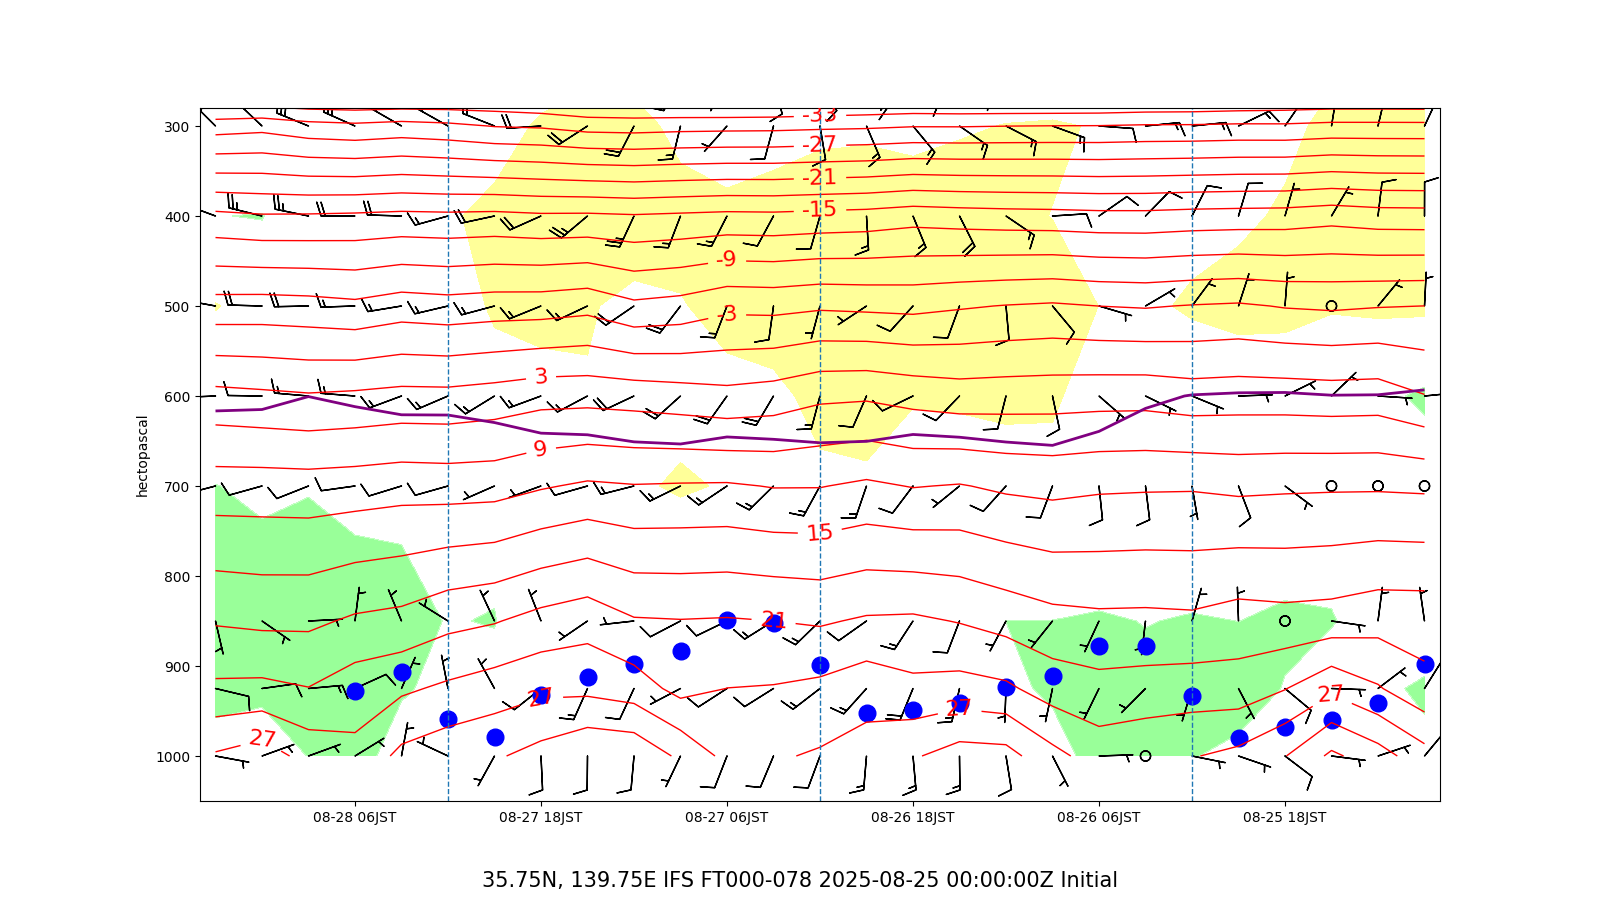 300
400
500
600
700
800
900
1000
hectopascal
-33
-27
-21
-15
-9
-3
3
9
15
21
27
27
27
27
08-28 06JST
08-27 18JST
08-27 06JST
08-26 18JST
08-26 06JST
08-25 18JST
35.75N, 139.75E IFS FT000-078 2025-08-25 00:00:00Z Initial